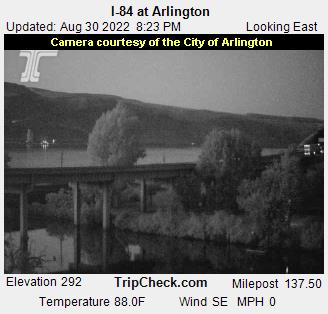 I-84 at Arlington
Updated: Aug 30 2022 8:23 PM Looking East
Camera courtesy of the City of Arlington
Elevation 292 TripCheck.com Milepost 137.50
Temperature 88.0F Wind SE MPH 0